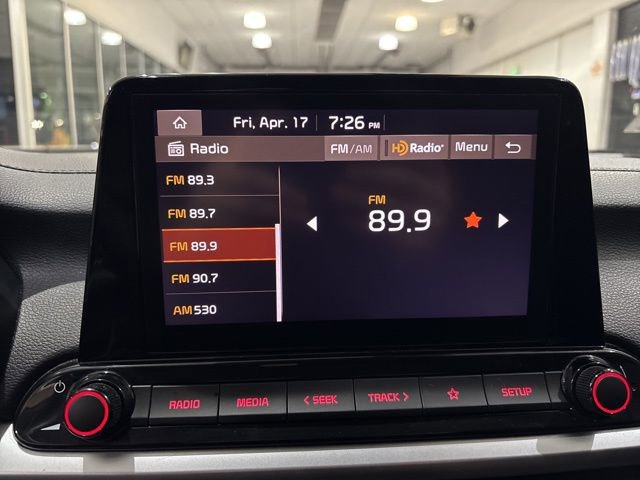 Fri, Apr. 17 7:26 PM
Radio FM/AM HD Radio Menu
FM 89.3
FM 89.7
FM 89.9
FM 90.7
AM 530
FM
89.9
RADIO MEDIA < SEEK TRACK > SETUP